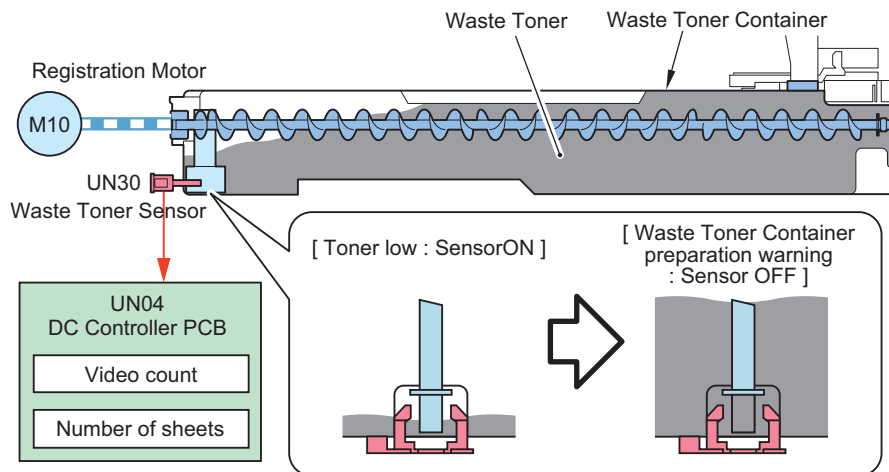 Waste Toner
Waste Toner Container
Registration Motor
M10
UN30
Waste Toner Sensor
[ Toner low : SensorON ]
[ Waste Toner Container
preparation warning
: Sensor OFF ]
UN04
DC Controller PCB
Video count
Number of sheets